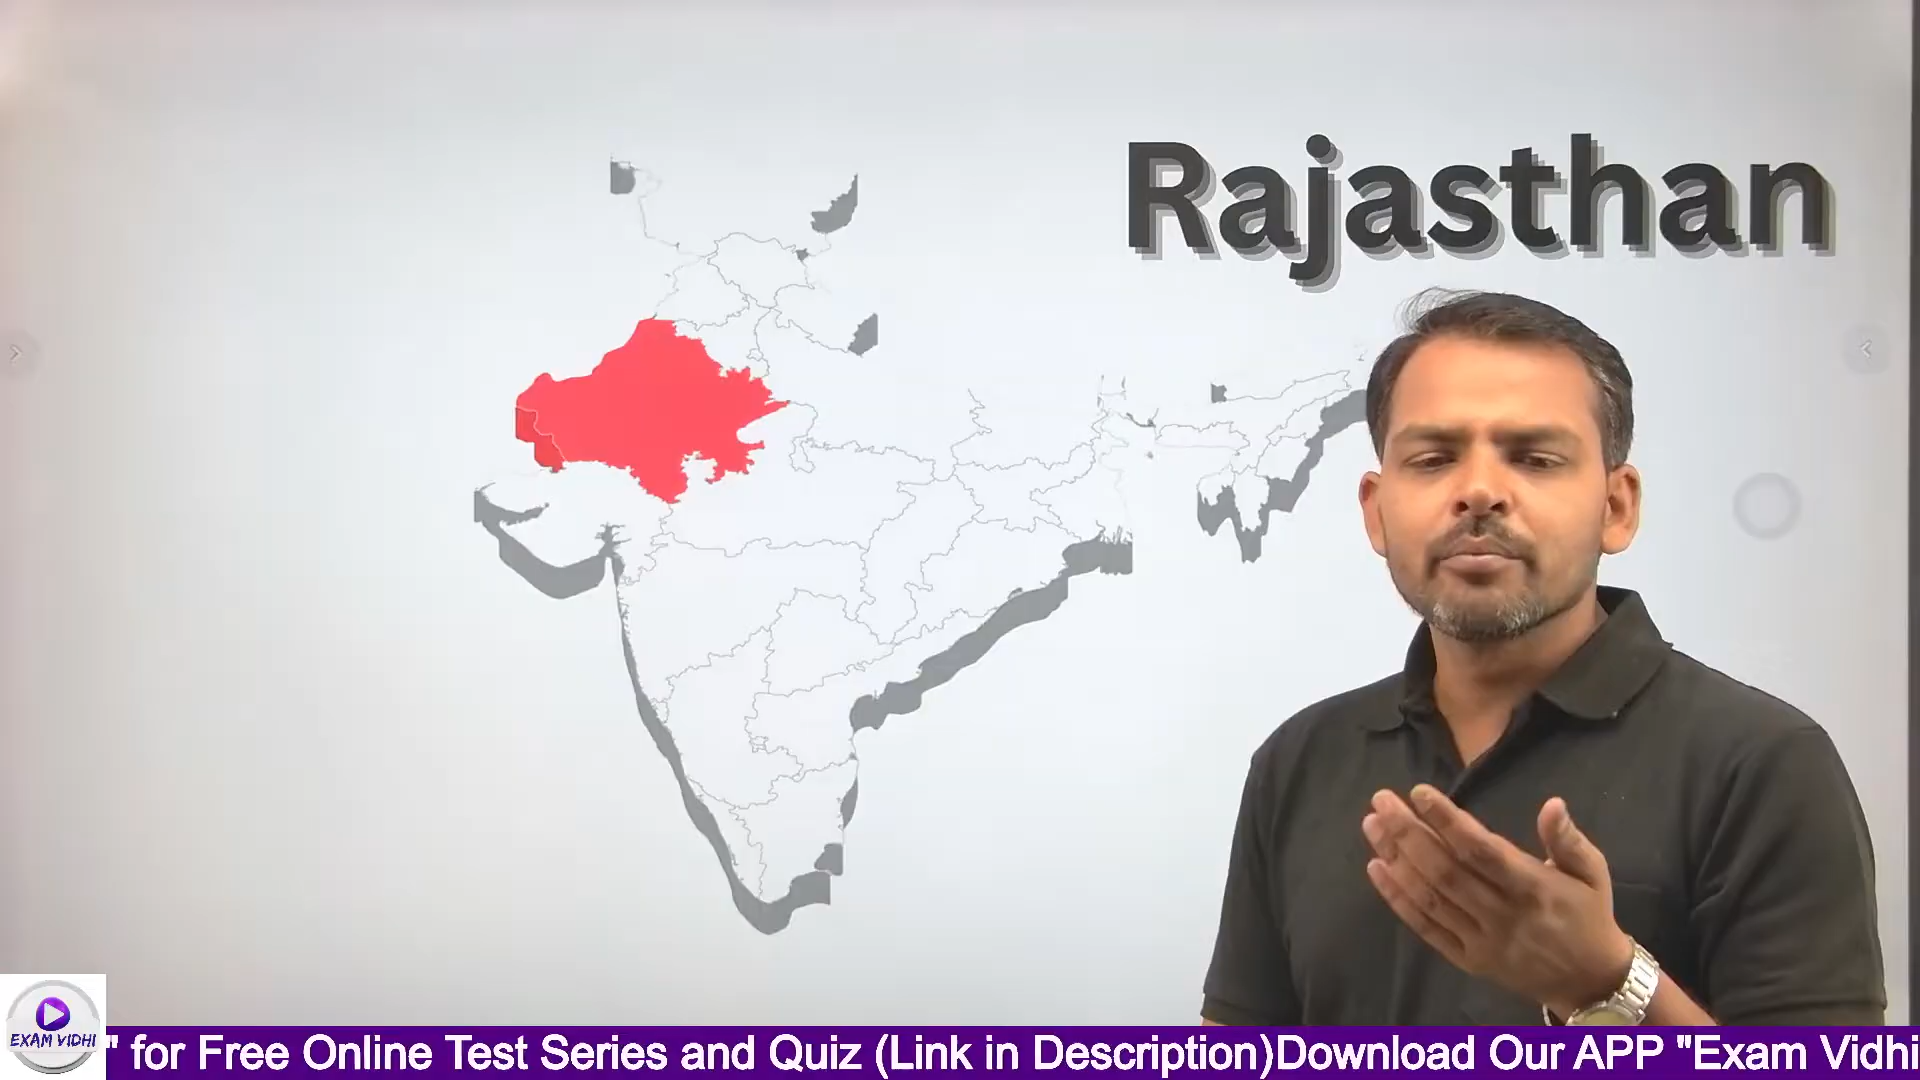 Rajasthan
EXAM VIDHI
" for Free Online Test Series and Quiz (Link in Description)Download Our APP "Exam Vidhi